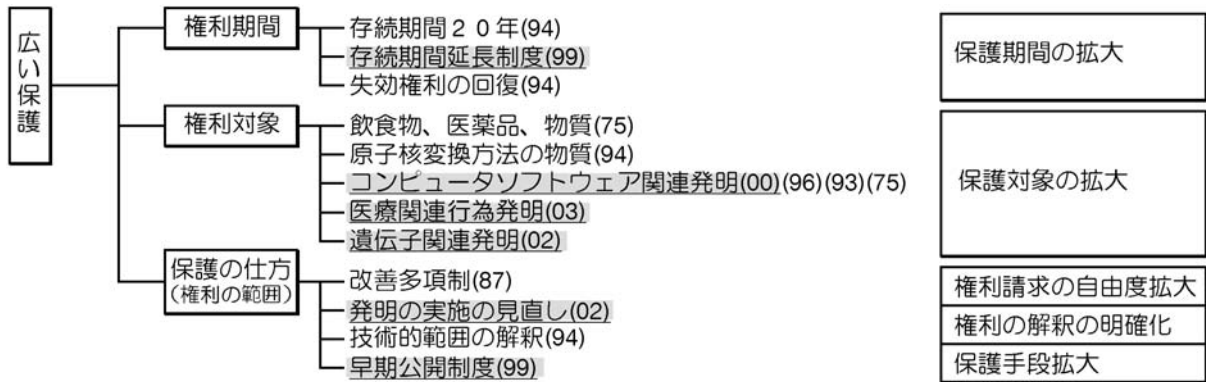 広い保護
権利期間
存続期間20年(94)
存続期間延長制度(99)
失効権利の回復(94)
保護期間の拡大
権利対象
飲食物、医薬品、物質(75)
原子核変換方法の物質(94)
コンピュータソフトウェア関連発明(00)(96)(93)(75)
医療関連行為発明(03)
遺伝子関連発明(02)
保護対象の拡大
保護の仕方
(権利の範囲)
改善多項制(87)
発明の実施の見直し(02)
技術的範囲の解釈(94)
早期公開制度(99)
権利請求の自由度拡大
権利の解釈の明確化
保護手段拡大